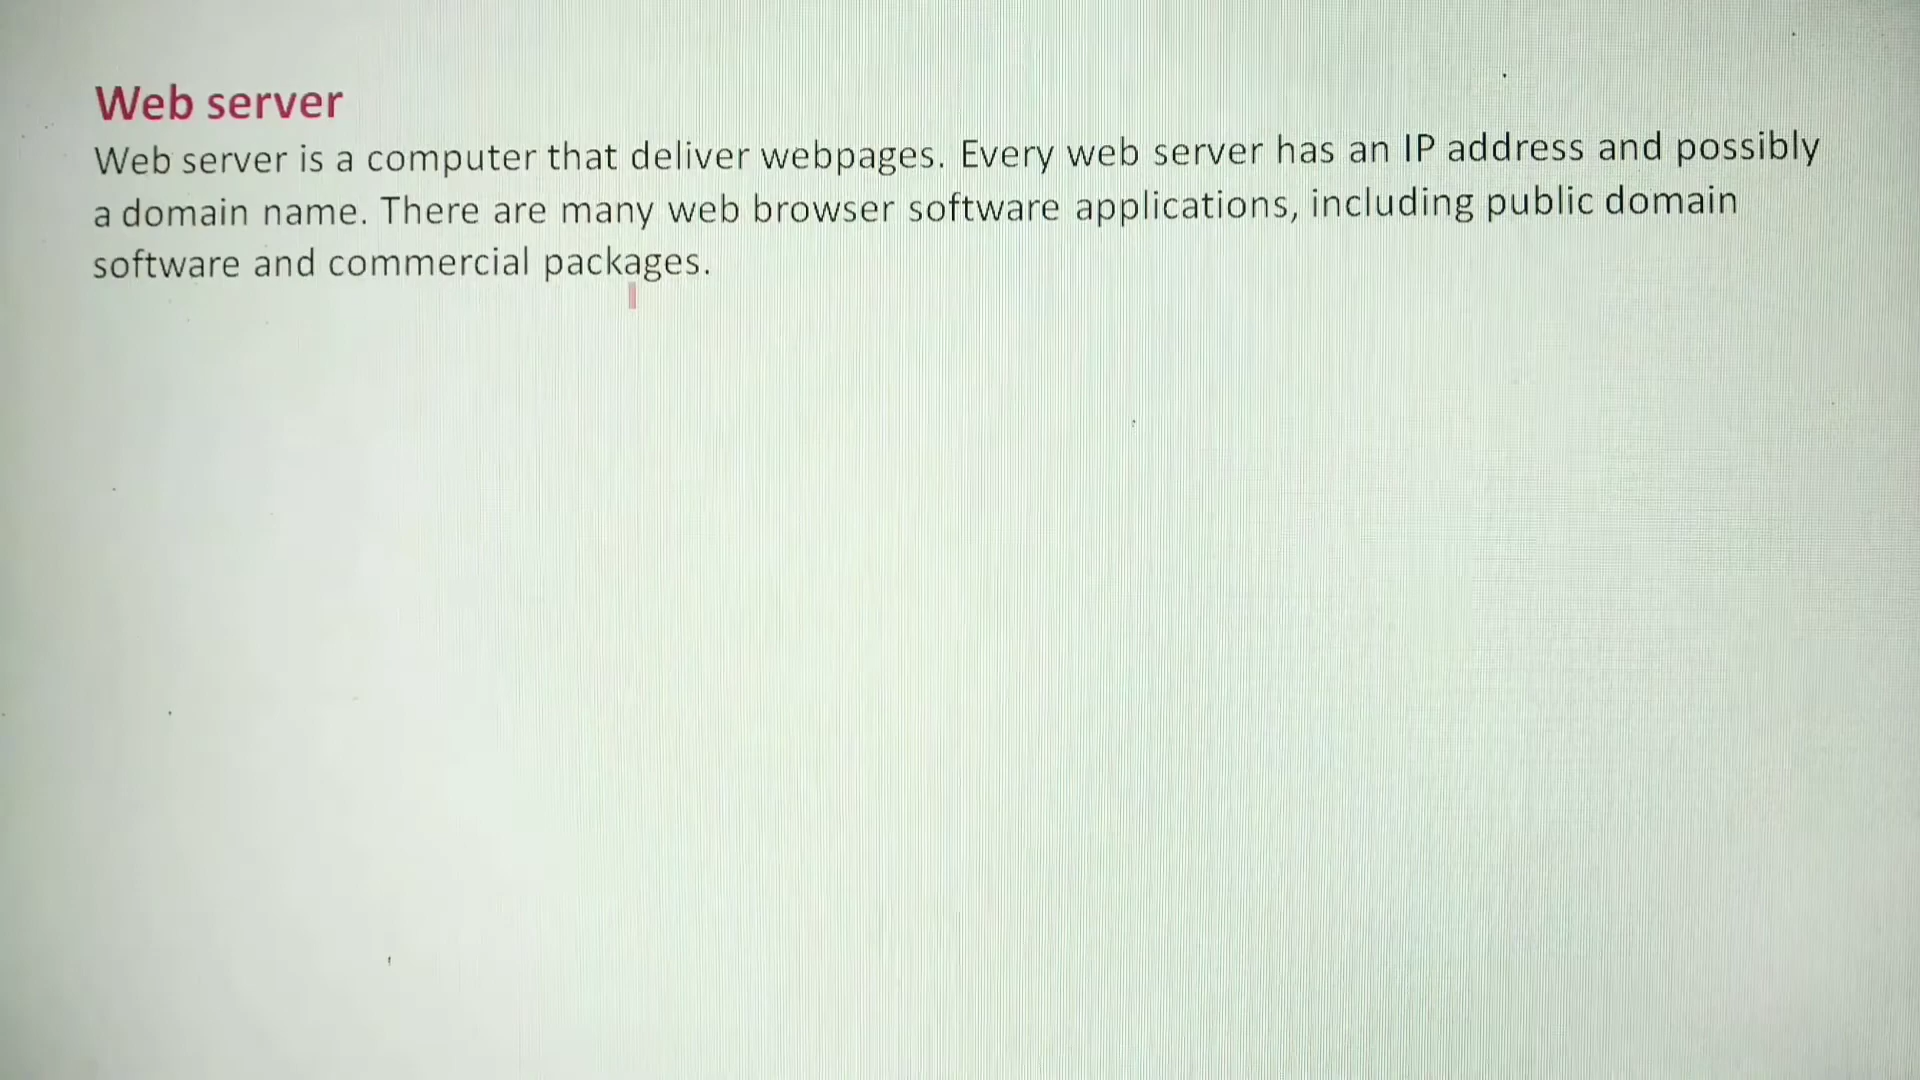 Web server
Web server is a computer that deliver webpages. Every web server has an IP address and possibly
a domain name. There are many web browser software applications, including public domain
software and commercial packages.